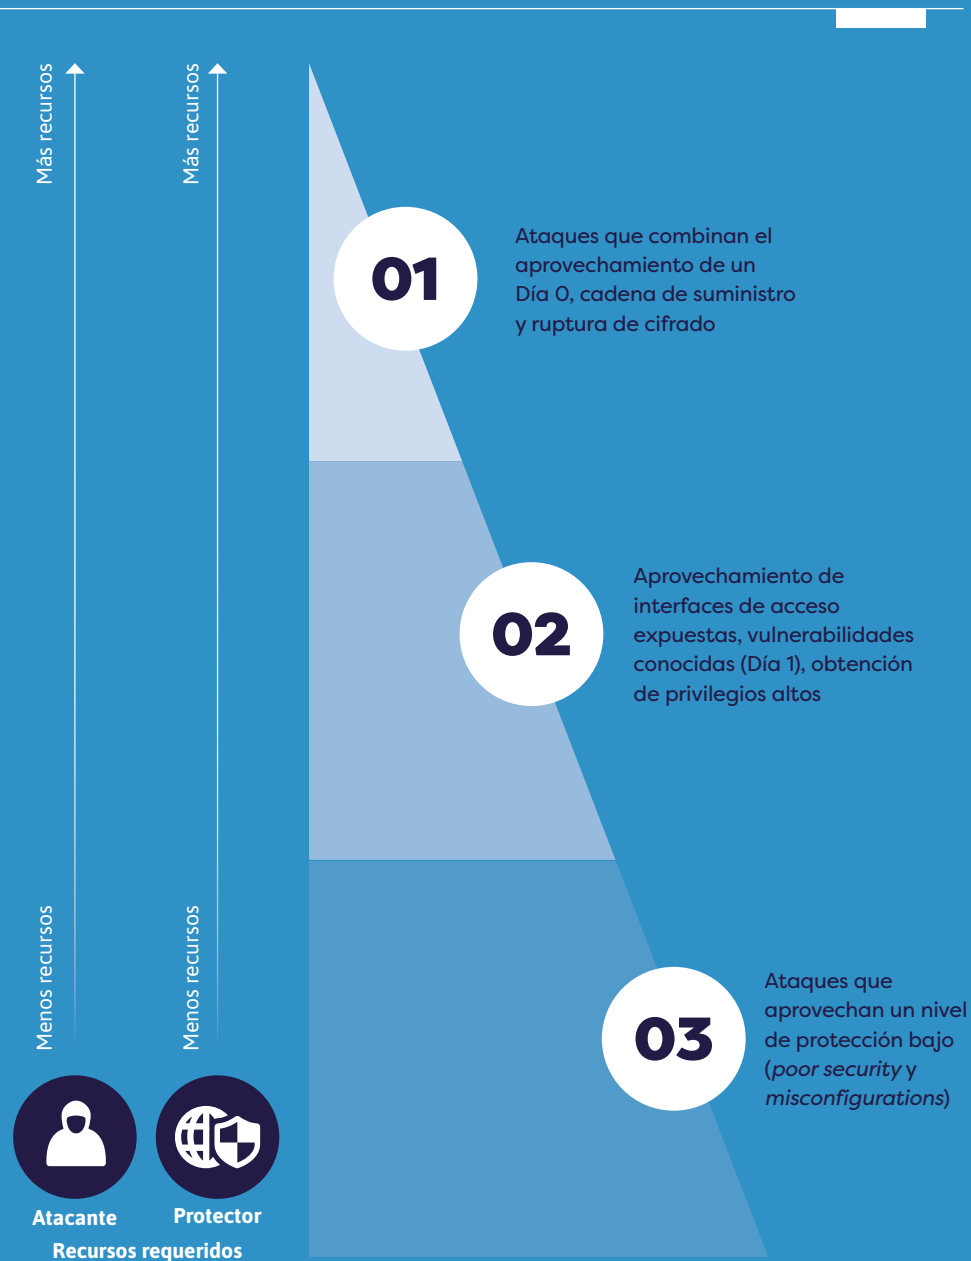 Más recursos
Más recursos
01
Ataques que combinan el
aprovechamiento de un
Día 0, cadena de suministro
y ruptura de cifrado
02
Aprovechamiento de
interfaces de acceso
expuestas, vulnerabilidades
conocidas (Día 1), obtención
de privilegios altos
Menos recursos
Menos recursos
03
Ataques que
aprovechan un nivel
de protección bajo
(poor security y
misconfigurations)
Atacante
Protector
Recursos requeridos